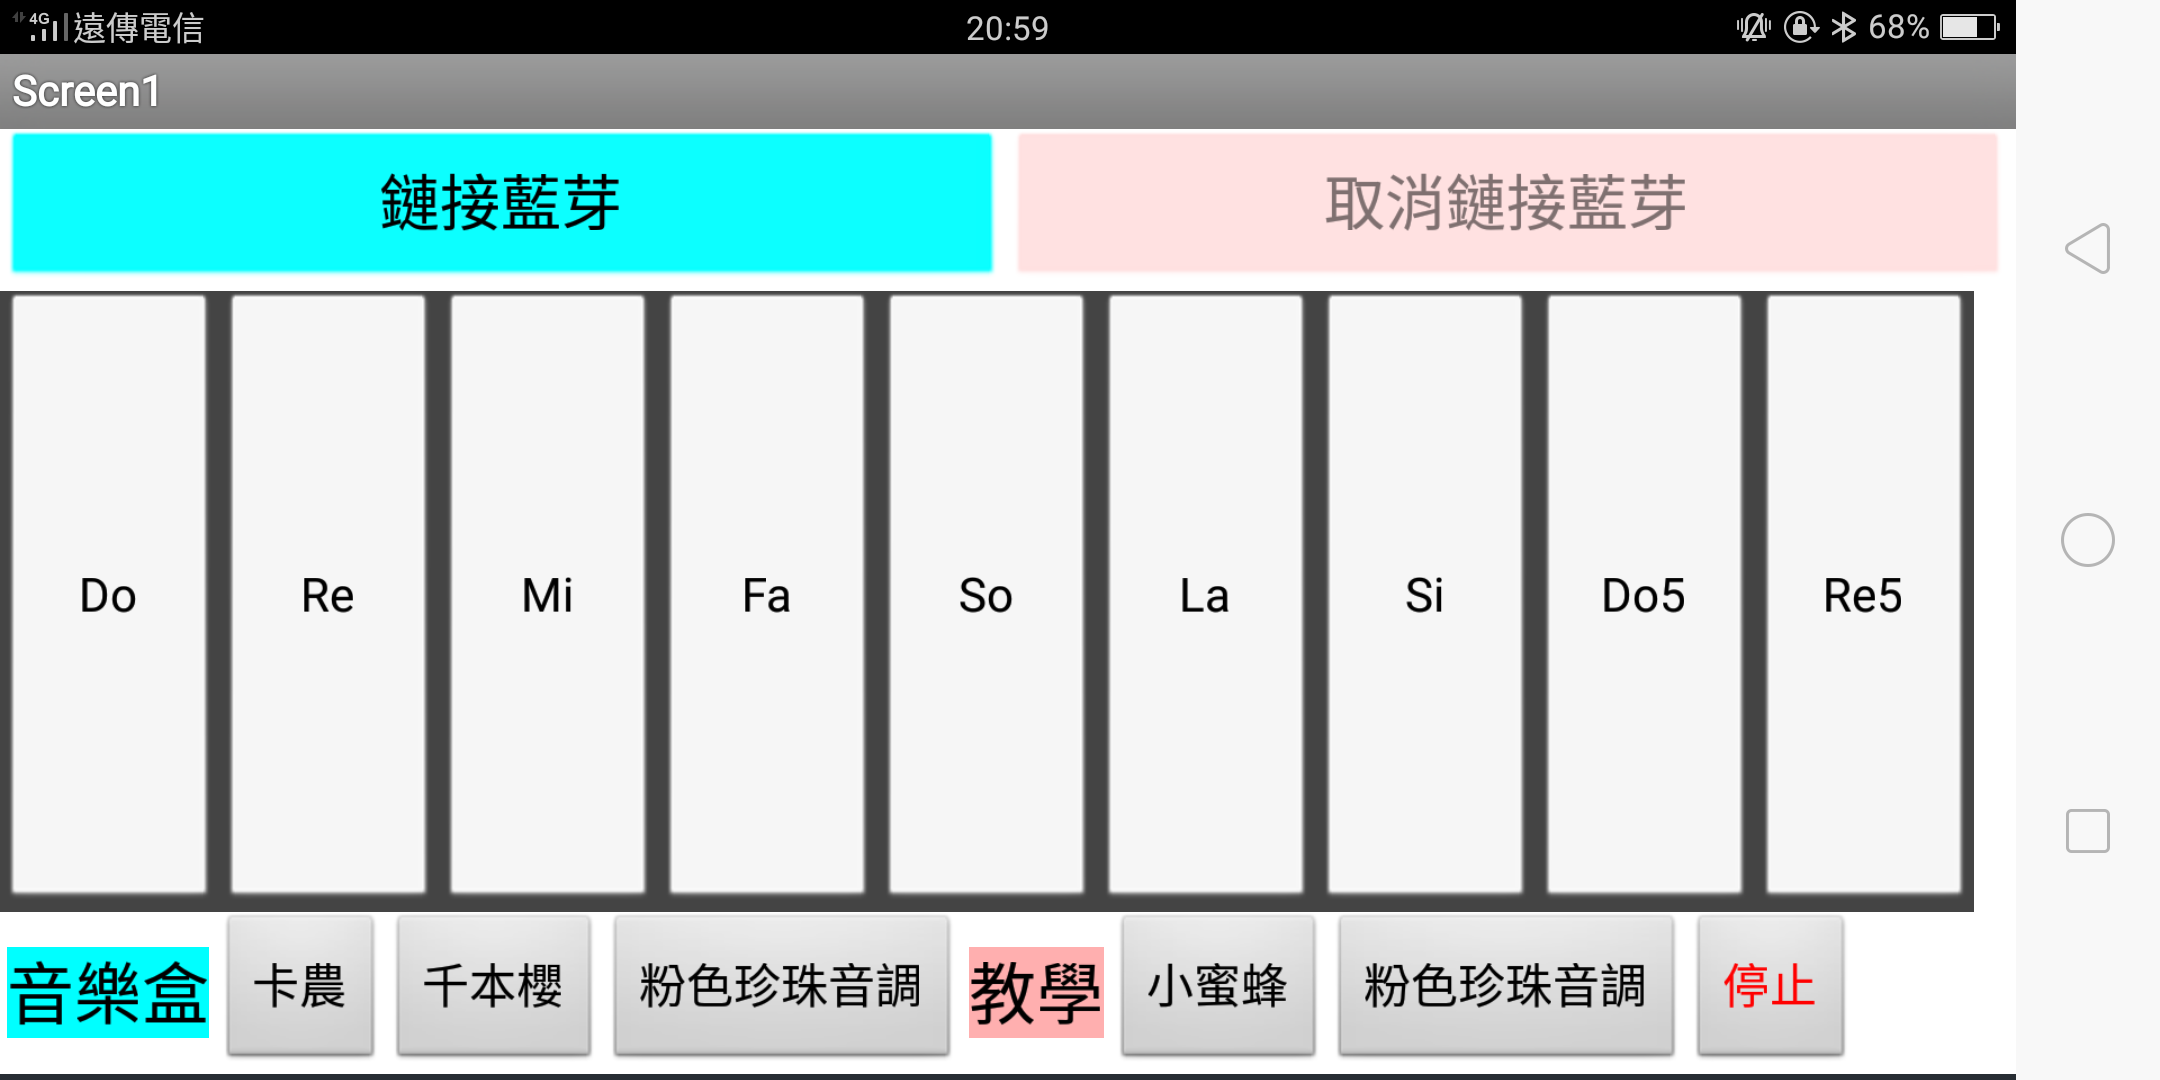 4G 遠傳電信 20:59 68%
Screen1
鏈接藍芽 取消鏈接藍芽
Do Re Mi Fa So La Si Do5 Re5
音樂盒 卡農 千本櫻 粉色珍珠音調 教學 小蜜蜂 粉色珍珠音調 停止